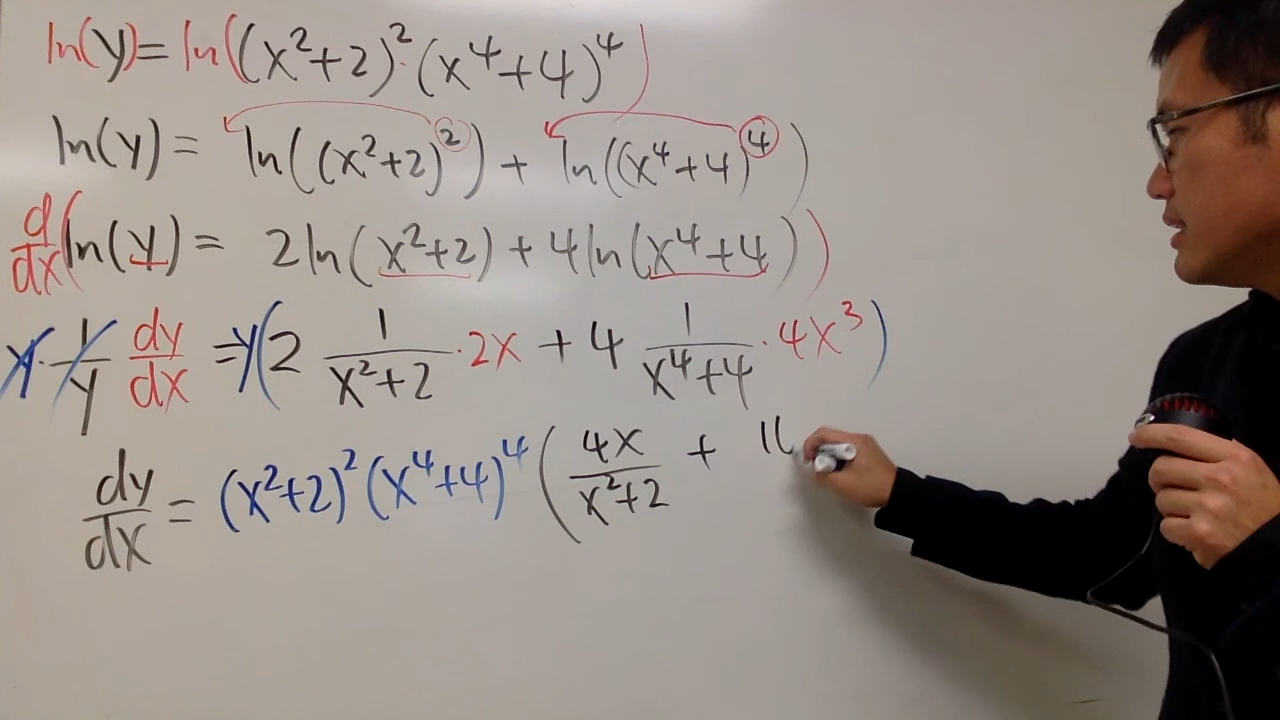 ln(y) = ln((x²+2)²·(x⁴+4)⁴)
ln(y) = ln((x²+2)²) + ln((x⁴+4)⁴)
d/dx(ln(y) = 2ln(x²+2) + 4ln(x⁴+4))
y · 1/y dy/dx = y(2 1/(x²+2) · 2x + 4 1/(x⁴+4) · 4x³)
dy/dx = (x²+2)²(x⁴+4)⁴(4x/(x²+2) + 16